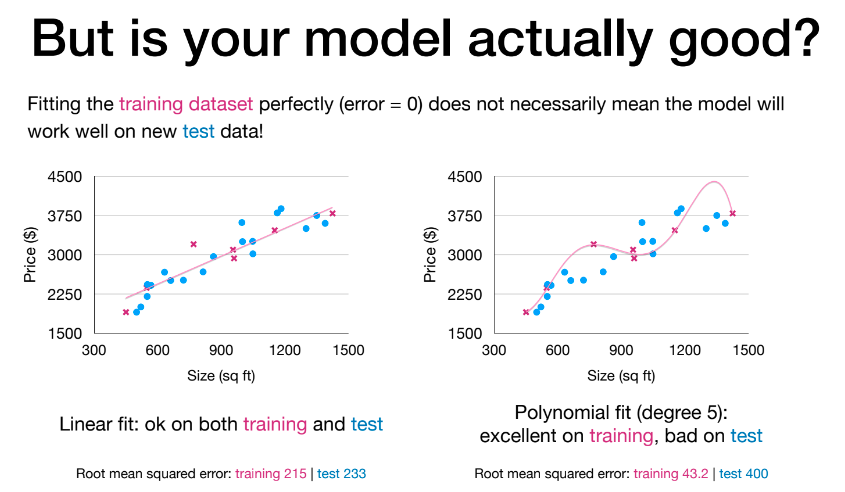 But is your model actually good?
Fitting the training dataset perfectly (error = 0) does not necessarily mean the model will
work well on new test data!
4500
3750
3000
2250
1500
Price ($)
300 600 900 1200 1500
Size (sq ft)
Linear fit: ok on both training and test
Root mean squared error: training 215 | test 233
4500
3750
3000
2250
1500
Price ($)
300 600 900 1200 1500
Size (sq ft)
Polynomial fit (degree 5):
excellent on training, bad on test
Root mean squared error: training 43.2 | test 400